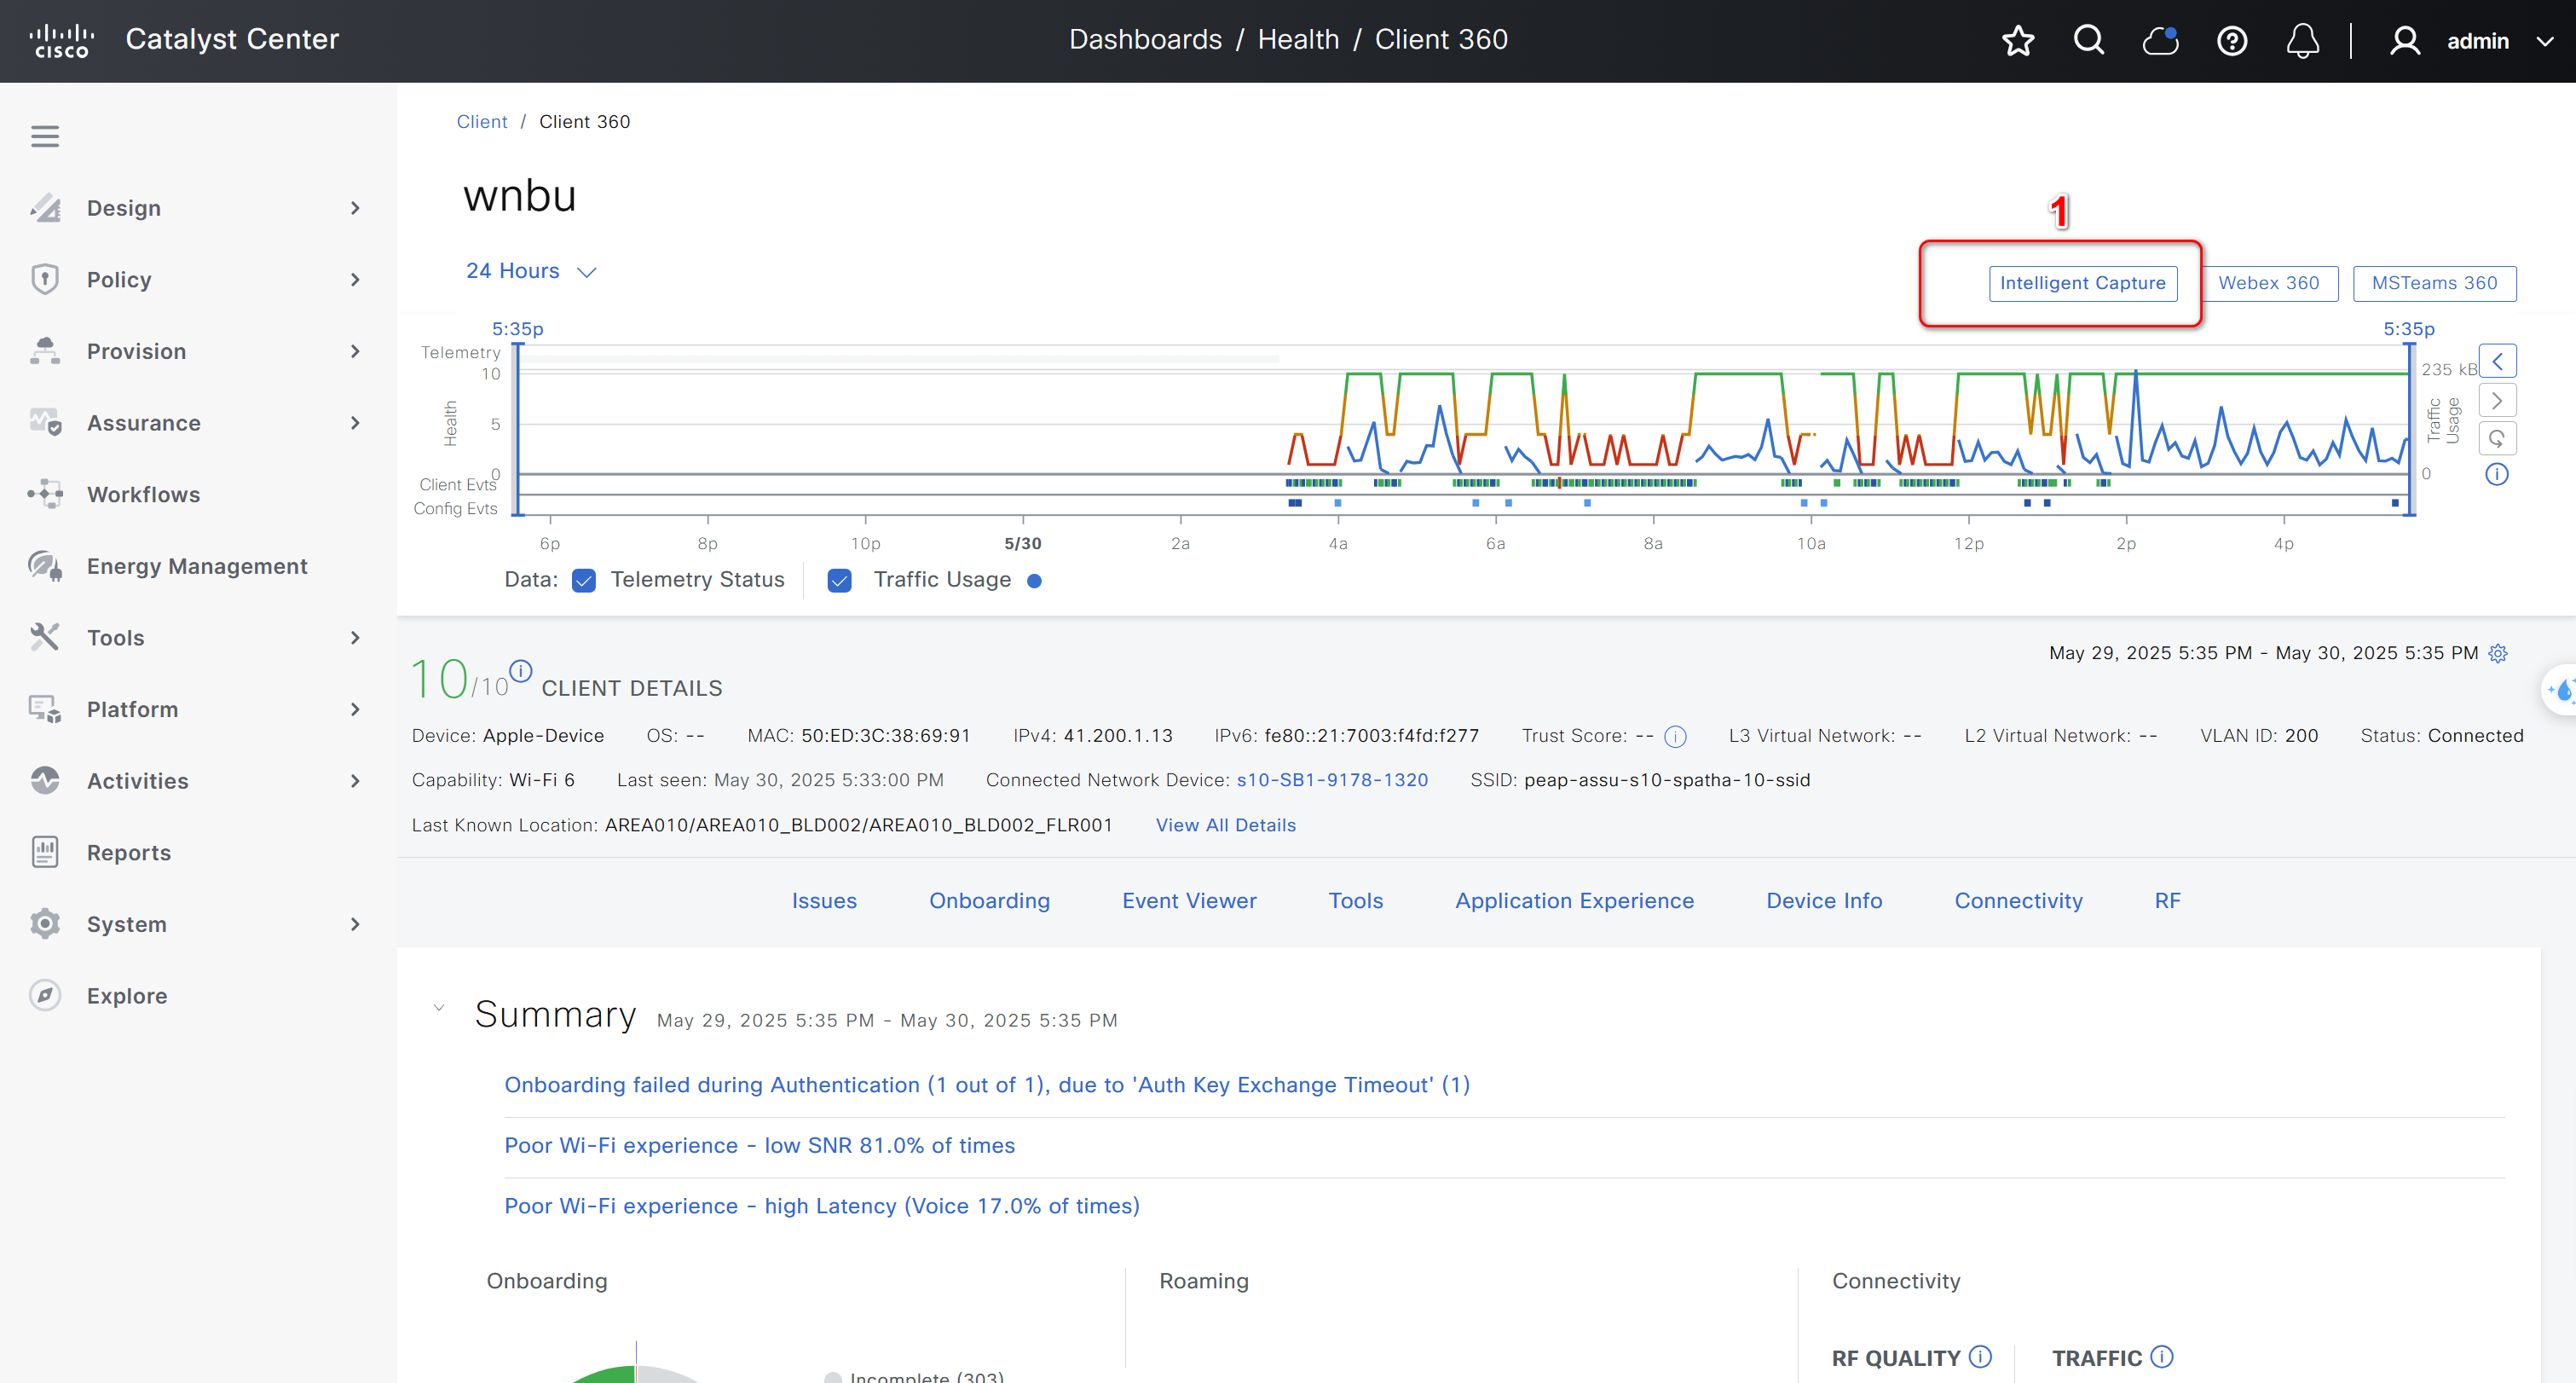 CISCO Catalyst Center
Dashboards / Health / Client 360
admin
Design
Policy
Provision
Assurance
Workflows
Energy Management
Tools
Platform
Activities
Reports
System
Explore
Client / Client 360
wnbu
1
24 Hours
Intelligent Capture
Webex 360
MSTeams 360
5:35p
5:35p
Telemetry
10
5
0
Health
Client Evts
Config Evts
235 kB
0
Traffic
Usage
6p 8p 10p 5/30 2a 4a 6a 8a 10a 12p 2p 4p
Data: Telemetry Status Traffic Usage
May 29, 2025 5:35 PM - May 30, 2025 5:35 PM
10/10 CLIENT DETAILS
Device: Apple-Device OS: -- MAC: 50:ED:3C:38:69:91 IPv4: 41.200.1.13 IPv6: fe80::21:7003:f4fd:f277 Trust Score: -- L3 Virtual Network: -- L2 Virtual Network: -- VLAN ID: 200 Status: Connected
Capability: Wi-Fi 6 Last seen: May 30, 2025 5:33:00 PM Connected Network Device: s10-SB1-9178-1320 SSID: peap-assu-s10-spatha-10-ssid
Last Known Location: AREA010/AREA010_BLD002/AREA010_BLD002_FLR001 View All Details
Issues Onboarding Event Viewer Tools Application Experience Device Info Connectivity RF
Summary May 29, 2025 5:35 PM - May 30, 2025 5:35 PM
Onboarding failed during Authentication (1 out of 1), due to 'Auth Key Exchange Timeout' (1)
Poor Wi-Fi experience - low SNR 81.0% of times
Poor Wi-Fi experience - high Latency (Voice 17.0% of times)
Onboarding
Incomplete (303)
Roaming
Connectivity
RF QUALITY
TRAFFIC